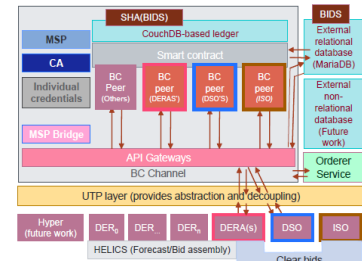 SHA(BIDS)
BIDS
CouchDB-based ledger
Smart contract
MSP
CA
Individual
credentials
MSP Bridge
BC
Peer
(Others)
BC
peer
(DERAS')
BC
peer
(DSO'S)
BC
peer
(ISO)
External
relational
database
(MariaDB)
External
non-
relational
database
(Future
work)
API Gateways
BC Channel
Orderer
Service
UTP layer (provides abstraction and decoupling)
Hyper
(future work)
DER0
DER...
DERn
DERA(s)
DSO
ISO
HELICS (Forecast/Bid assembly)
Clear bids